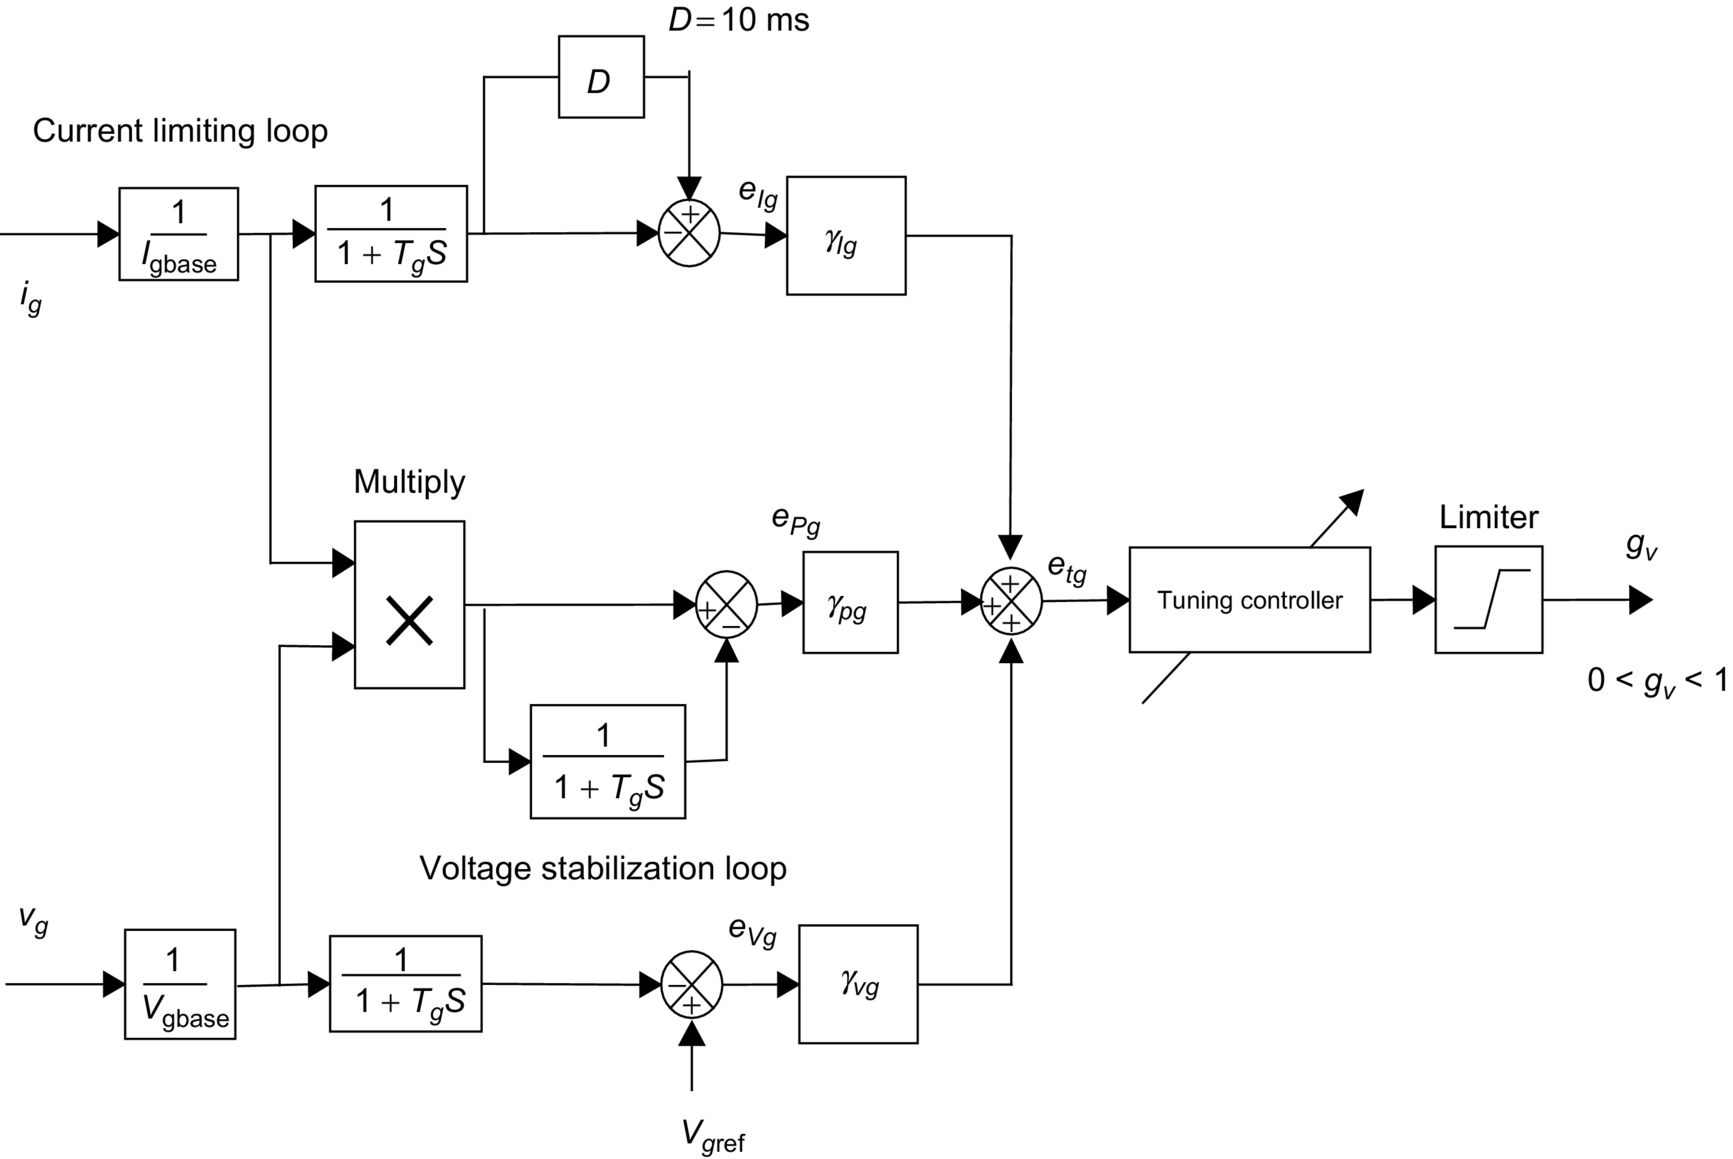 D = 10 ms
D
Current limiting loop
1
I_gbase
1
1 + T_gS
+
−
e_Ig
γ_Ig
i_g
Multiply
×
e_Pg
+
−
γ_pg
+
+
+
e_tg
Tuning controller
Limiter
g_v
0 < g_v < 1
1
1 + T_gS
Voltage stabilization loop
v_g
1
V_gbase
1
1 + T_gS
−
+
e_Vg
γ_vg
V_gref